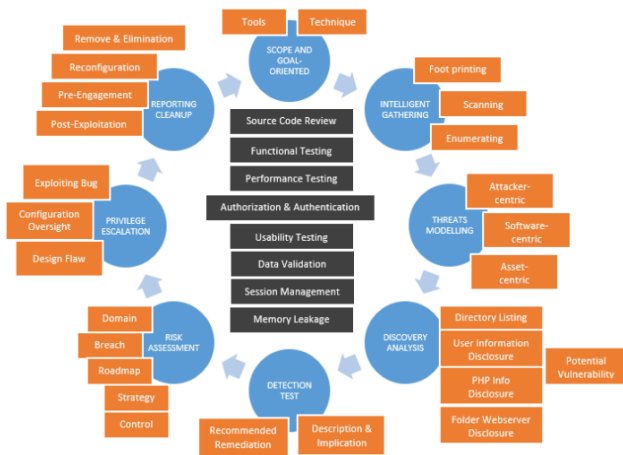 Tools
Technique
SCOPE AND
GOAL-
ORIENTED
Foot printing
Scanning
Enumerating
INTELLIGENT
GATHERING
Attacker-
centric
Software-
centric
Asset-
centric
THREATS
MODELLING
Directory Listing
User Information
Disclosure
PHP Info
Disclosure
Folder Webserver
Disclosure
Potential
Vulnerability
DISCOVERY
ANALYSIS
DETECTION
TEST
Recommended
Remediation
Description &
Implication
RISK
ASSESSMENT
Domain
Breach
Roadmap
Strategy
Control
PRIVILEGE
ESCALATION
Exploiting Bug
Configuration
Oversight
Design Flaw
REPORTING
CLEANUP
Remove & Elimination
Reconfiguration
Pre-Engagement
Post-Exploitation
Source Code Review
Functional Testing
Performance Testing
Authorization & Authentication
Usability Testing
Data Validation
Session Management
Memory Leakage